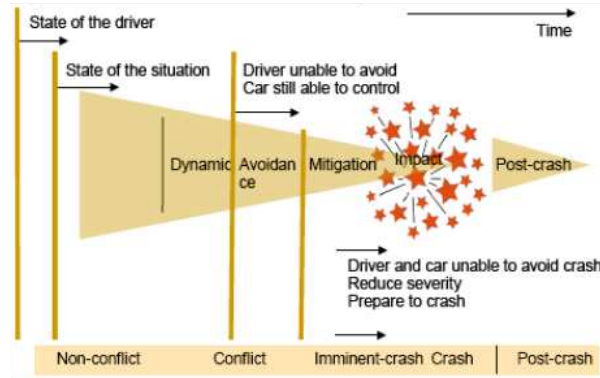 State of the driver
Time
State of the situation
Driver unable to avoid
Car still able to control
Dynamic
Avoidan
ce
Mitigation
Impact
Post-crash
Driver and car unable to avoid crash
Reduce severity
Prepare to crash
Non-conflict
Conflict
Imminent-crash
Crash
Post-crash